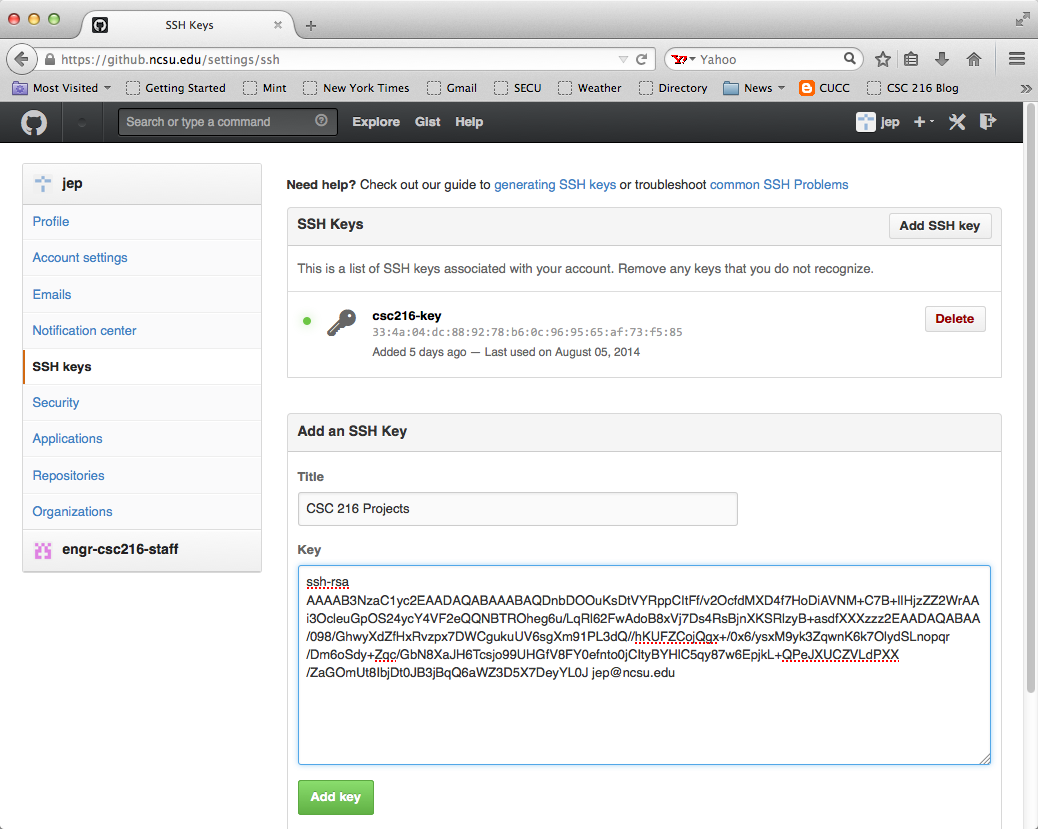 SSH Keys
https://github.ncsu.edu/settings/ssh
Yahoo
Most Visited Getting Started Mint New York Times Gmail SECU Weather Directory News CUCC CSC 216 Blog
Search or type a command Explore Gist Help jep
jep
Profile
Account settings
Emails
Notification center
SSH keys
Security
Applications
Repositories
Organizations
engr-csc216-staff
Need help? Check out our guide to generating SSH keys or troubleshoot common SSH Problems
SSH Keys Add SSH key
This is a list of SSH keys associated with your account. Remove any keys that you do not recognize.
csc216-key
33:4a:04:dc:88:92:78:b6:0c:96:95:65:af:73:f5:85
Added 5 days ago — Last used on August 05, 2014
Delete
Add an SSH Key
Title
CSC 216 Projects
Key
ssh-rsa
AAAAB3NzaC1yc2EAADAQABAAABAQDnbDOOuKsDtVYRppCItFf/v2OcfdMXD4f7HoDiAVNM+C7B+IIHjzZZ2WrAA
i3OcleuGpOS24ycY4VF2eQQNBTROheg6u/LqRl62FwAdoB8xVj7Ds4RsBjnXKSRlzyB+asdfXXXzzz2EAADAQABAA
/098/GhwyXdZfHxRvzpx7DWCgukuUV6sgXm91PL3dQ//hKUFZCojQgx+/0x6/ysxM9yk3ZqwnK6k7OlydSLnopqr
/Dm6oSdy+Zqc/GbN8XaJH6Tcsjo99UHGfV8FY0efnto0jCItyBYHIC5qy87w6EpjkL+QPeJXUCZVLdPXX
/ZaGOmUt8IbjDt0JB3jBqQ6aWZ3D5X7DeyYL0J jep@ncsu.edu
Add key